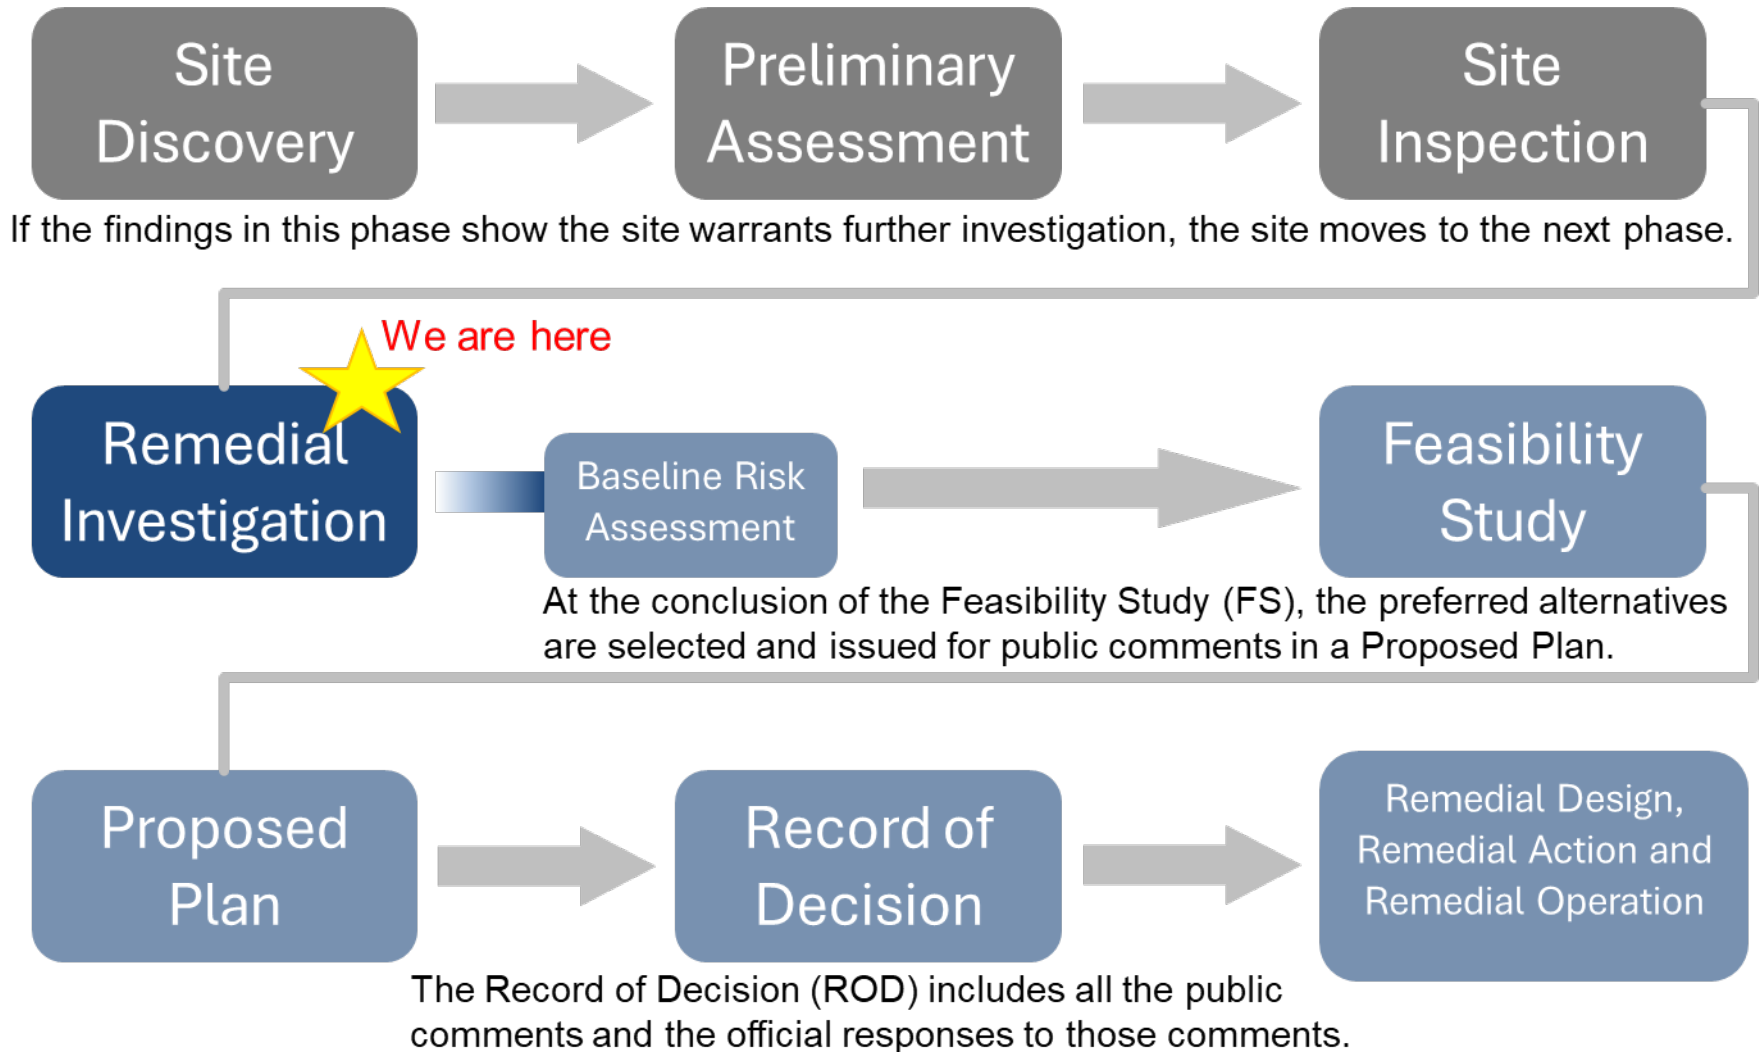 Site
Discovery
Preliminary
Assessment
Site
Inspection
If the findings in this phase show the site warrants further investigation, the site moves to the next phase.
We are here
Remedial
Investigation
Baseline Risk
Assessment
Feasibility
Study
At the conclusion of the Feasibility Study (FS), the preferred alternatives
are selected and issued for public comments in a Proposed Plan.
Proposed
Plan
Record of
Decision
Remedial Design,
Remedial Action and
Remedial Operation
The Record of Decision (ROD) includes all the public
comments and the official responses to those comments.